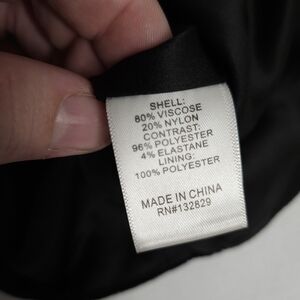 SHELL:
80% VISCOSE
20% NYLON
CONTRAST:
96% POLYESTER
4% ELASTANE
LINING:
100% POLYESTER
MADE IN CHINA
RN#132829